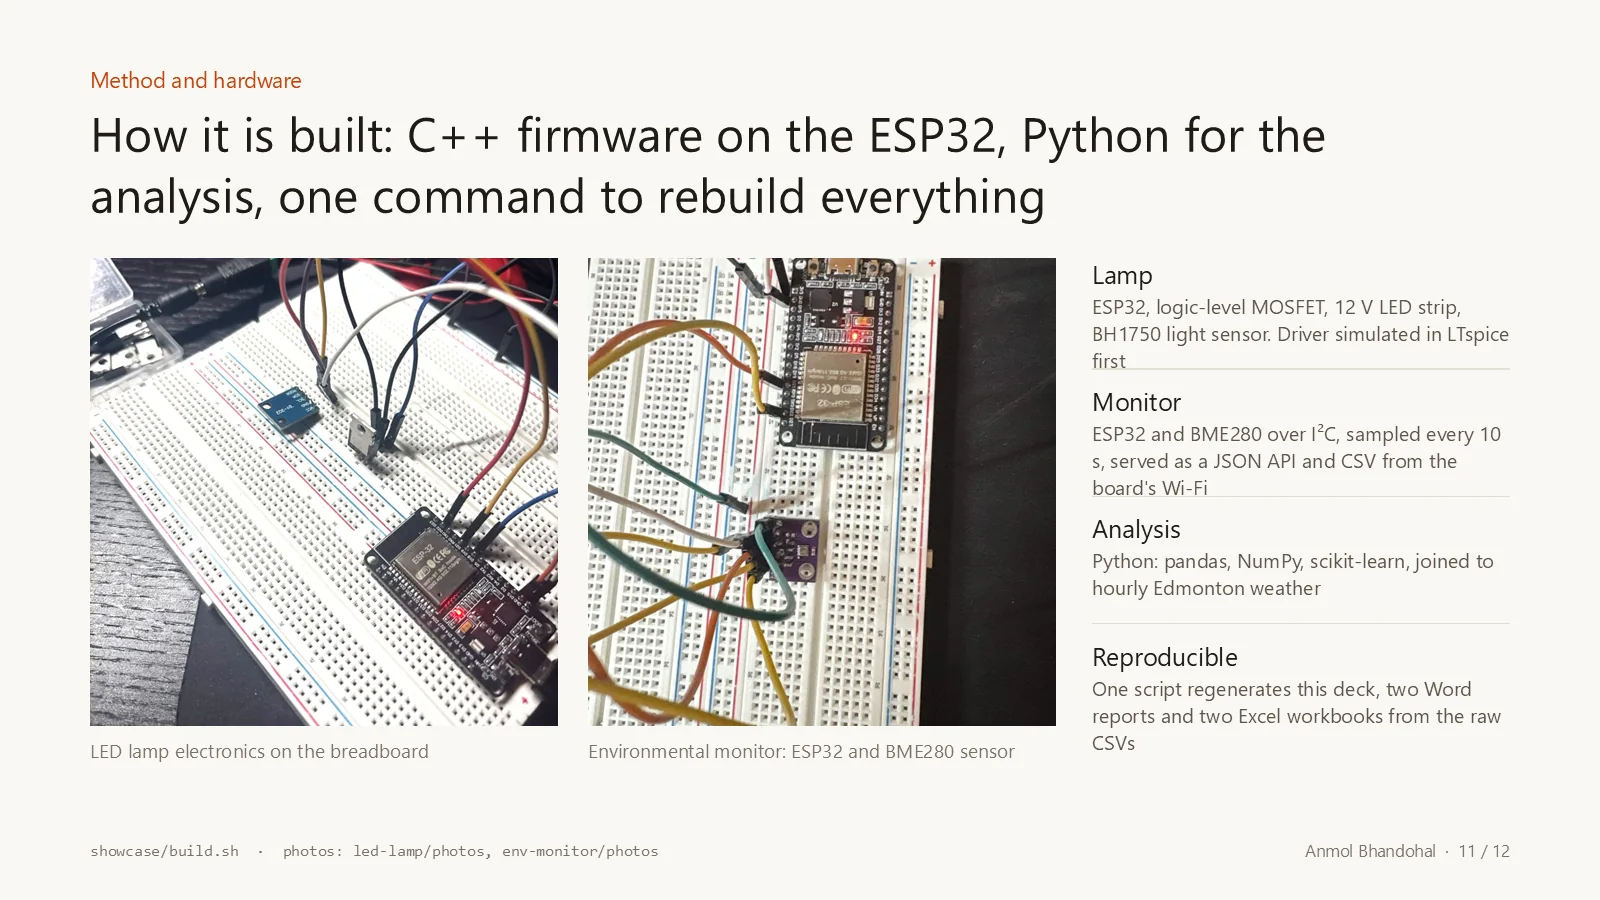 Method and hardware
How it is built: C++ firmware on the ESP32, Python for the
analysis, one command to rebuild everything
Lamp
ESP32, logic-level MOSFET, 12 V LED strip,
BH1750 light sensor. Driver simulated in LTspice
first
Monitor
ESP32 and BME280 over I²C, sampled every 10
s, served as a JSON API and CSV from the
board's Wi-Fi
Analysis
Python: pandas, NumPy, scikit-learn, joined to
hourly Edmonton weather
Reproducible
One script regenerates this deck, two Word
reports and two Excel workbooks from the raw
CSVs
LED lamp electronics on the breadboard
Environmental monitor: ESP32 and BME280 sensor
showcase/build.sh · photos: led-lamp/photos, env-monitor/photos
Anmol Bhandohal · 11 / 12